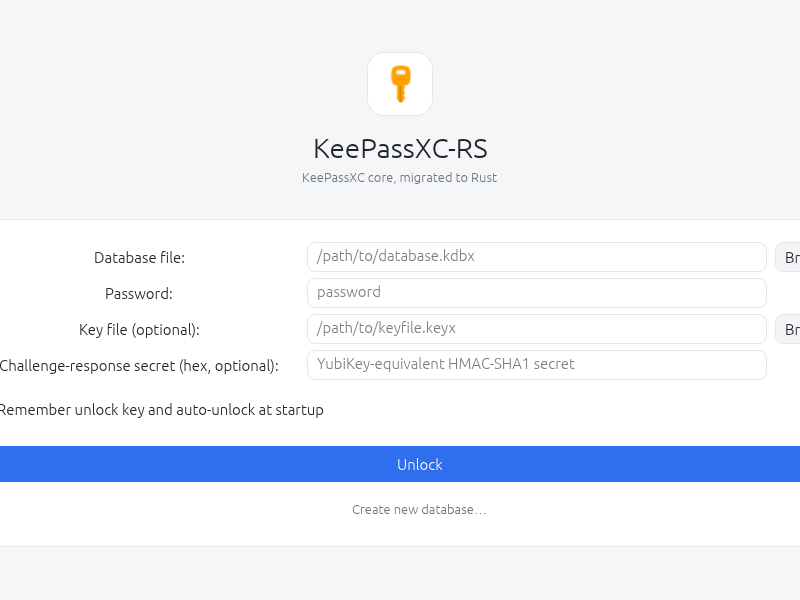 KeePassXC-RS
KeePassXC core, migrated to Rust
Database file:
/path/to/database.kdbx
Br
Password:
password
Key file (optional):
/path/to/keyfile.keyx
Br
Challenge-response secret (hex, optional):
YubiKey-equivalent HMAC-SHA1 secret
Remember unlock key and auto-unlock at startup
Unlock
Create new database…